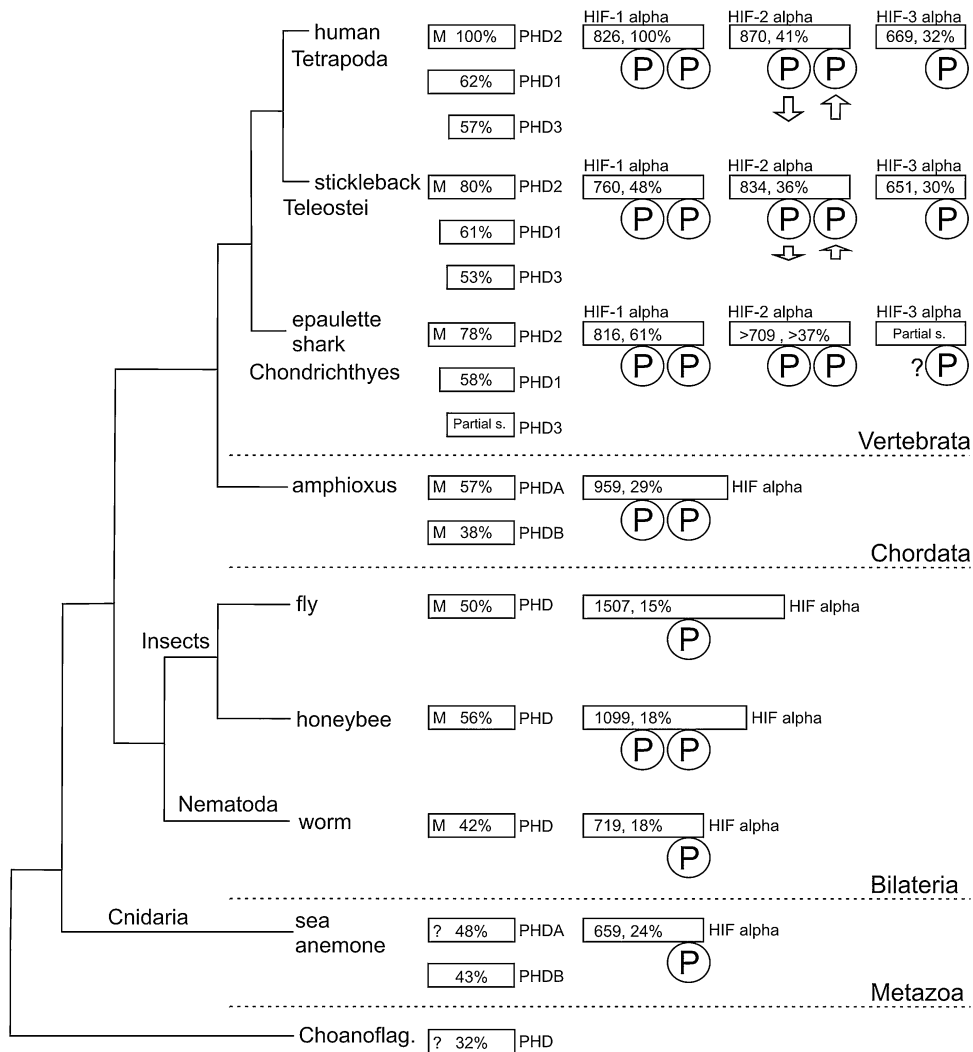 human
Tetrapoda
M 100% PHD2
62% PHD1
57% PHD3
HIF-1 alpha
826, 100%
P P
HIF-2 alpha
870, 41%
P P
HIF-3 alpha
669, 32%
P
stickleback
Teleostei
M 80% PHD2
61% PHD1
53% PHD3
HIF-1 alpha
760, 48%
P P
HIF-2 alpha
834, 36%
P P
HIF-3 alpha
651, 30%
P
epaulette
shark
Chondrichthyes
M 78% PHD2
58% PHD1
Partial s. PHD3
HIF-1 alpha
816, 61%
P P
HIF-2 alpha
>709 , >37%
P P
HIF-3 alpha
Partial s.
? P
Vertebrata
amphioxus
M 57% PHDA
M 38% PHDB
959, 29% HIF alpha
P P
Chordata
Insects
fly
M 50% PHD
1507, 15% HIF alpha
P
honeybee
M 56% PHD
1099, 18% HIF alpha
P P
Nematoda
worm
M 42% PHD
719, 18% HIF alpha
P
Bilateria
Cnidaria
sea
anemone
? 48% PHDA
43% PHDB
659, 24% HIF alpha
P
Metazoa
Choanoflag.
? 32% PHD